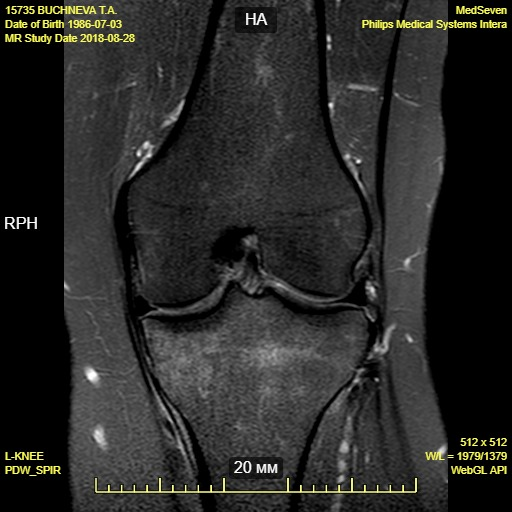 15735 BUCHNEVA T.A.
Date of Birth 1986-07-03
MR Study Date 2018-08-28
HA
MedSeven
Philips Medical Systems Intera
RPH
L-KNEE
PDW_SPIR
20 мм
512 x 512
W/L = 1979/1379
WebGL API